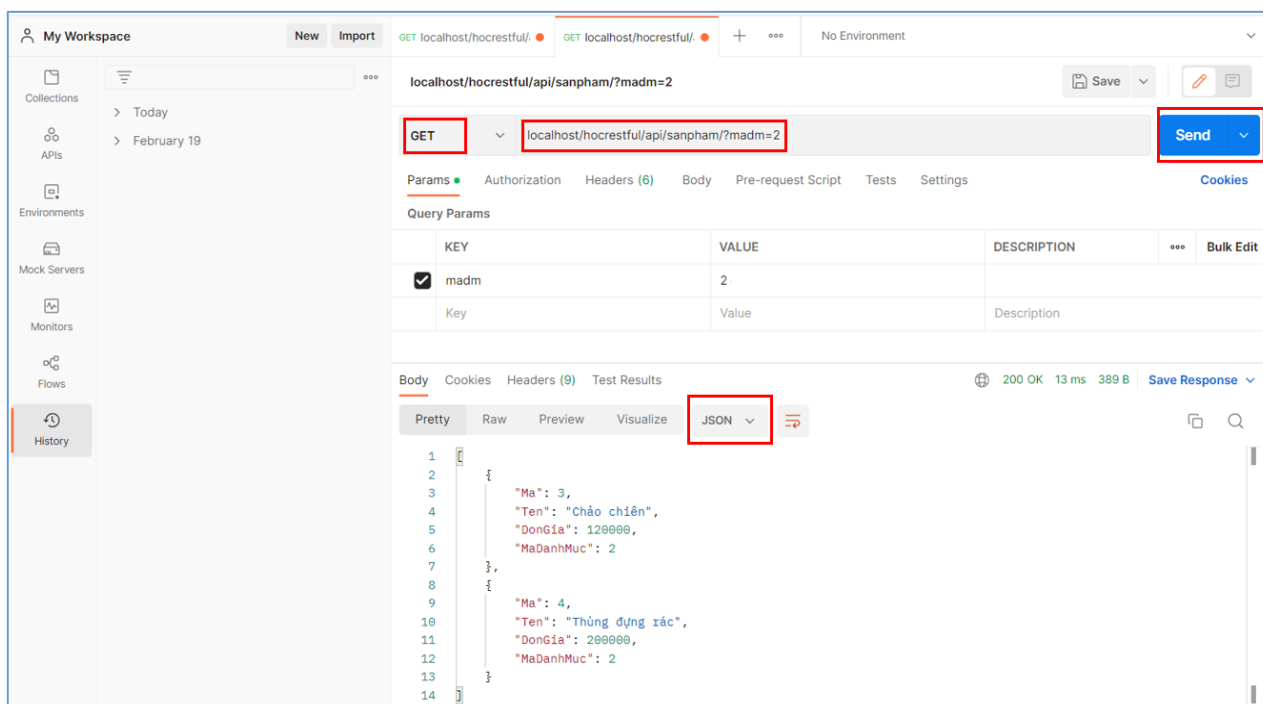 My Workspace New Import GET localhost/hocrestful/. GET localhost/hocrestful/. No Environment
Collections
APIs
Environments
Mock Servers
Monitors
Flows
History
Today
February 19
localhost/hocrestful/api/sanpham/?madm=2 Save
GET localhost/hocrestful/api/sanpham/?madm=2 Send
Params Authorization Headers (6) Body Pre-request Script Tests Settings Cookies
Query Params
KEY VALUE DESCRIPTION Bulk Edit
madm 2
Key Value Description
Body Cookies Headers (9) Test Results 200 OK 13 ms 389 B Save Response
Pretty Raw Preview Visualize JSON
1 [
2 {
3 "Ma": 3,
4 "Ten": "Chảo chiên",
5 "DonGia": 120000,
6 "MaDanhMuc": 2
7 },
8 {
9 "Ma": 4,
10 "Ten": "Thùng đựng rác",
11 "DonGia": 200000,
12 "MaDanhMuc": 2
13 }
14 ]